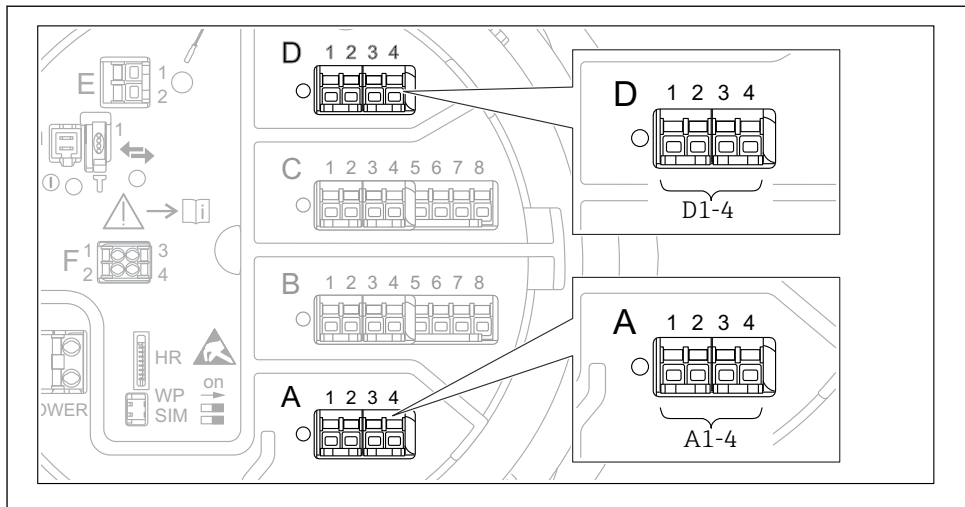 D 1 2 3 4
E 1
2
1
C 1 2 3 4 5 6 7 8
F 1 3
2 4
B 1 2 3 4 5 6 7 8
HR
WP on
SIM
OWER
A 1 2 3 4
D 1 2 3 4
D1-4
A 1 2 3 4
A1-4